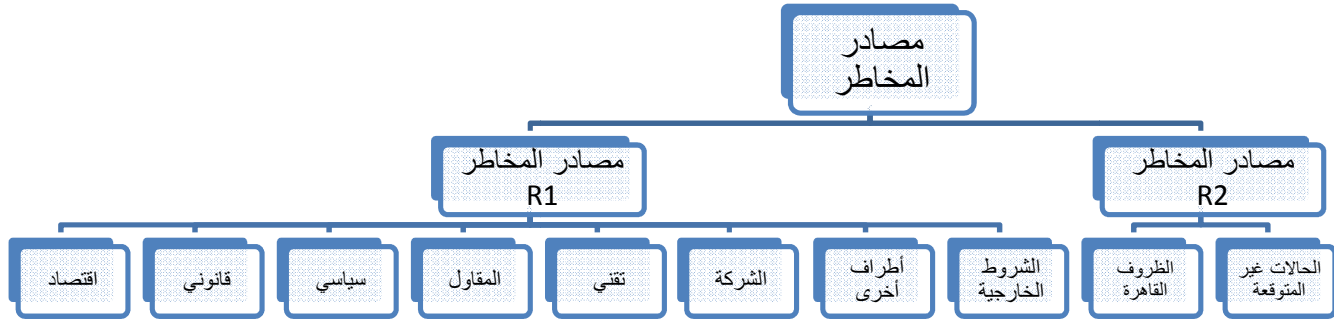 مصادر
المخاطر
مصادر المخاطر
R2
مصادر المخاطر
R1
الحالات غير
المتوقعة
الظروف
القاهرة
الشروط
الخارجية
أطراف
أخرى
الشركة
تقني
المقاول
سياسي
قانوني
اقتصاد